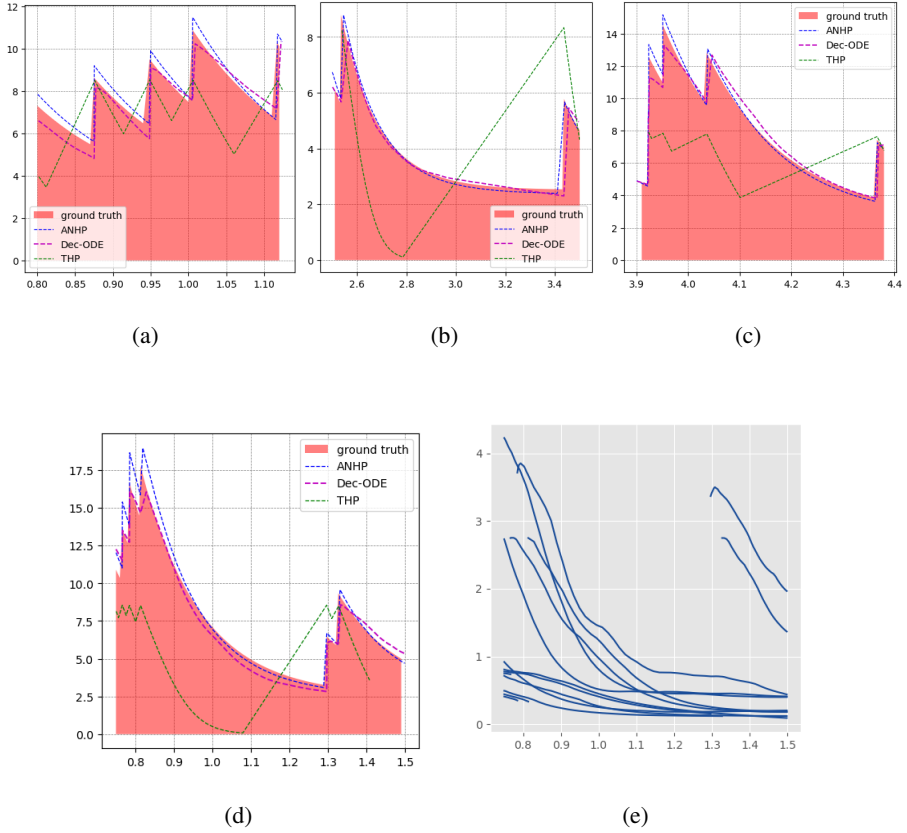 12
10
8
6
4
2
0
ground truth
ANHP
Dec-ODE
THP
0.80 0.85 0.90 0.95 1.00 1.05 1.10
(a)
8
6
4
2
0
ground truth
ANHP
Dec-ODE
THP
2.6 2.8 3.0 3.2 3.4
(b)
14
12
10
8
6
4
2
0
ground truth
ANHP
Dec-ODE
THP
3.9 4.0 4.1 4.2 4.3 4.4
(c)
17.5
15.0
12.5
10.0
7.5
5.0
2.5
0.0
ground truth
ANHP
Dec-ODE
THP
0.8 0.9 1.0 1.1 1.2 1.3 1.4 1.5
(d)
4
3
2
1
0
0.8 0.9 1.0 1.1 1.2 1.3 1.4 1.5
(e)